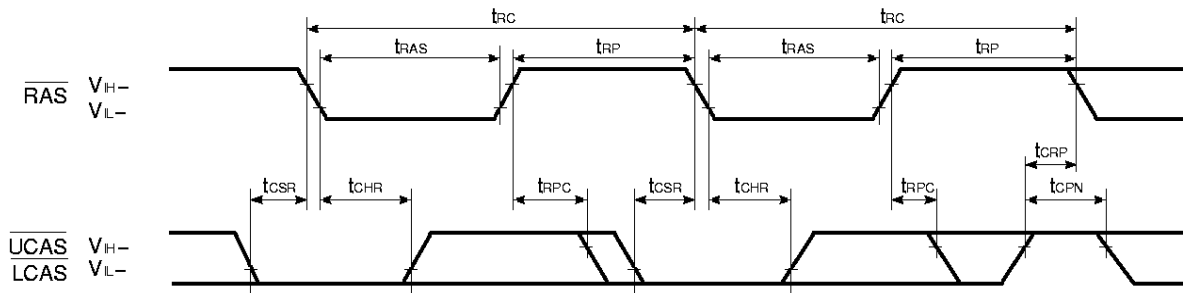 tRC tRC
tRAS tRP tRAS tRP
RAS VIH–
VIL–
tCRP
tCSR tCHR tRPC tCSR tCHR tRPC tCPN
UCAS VIH–
LCAS VIL–